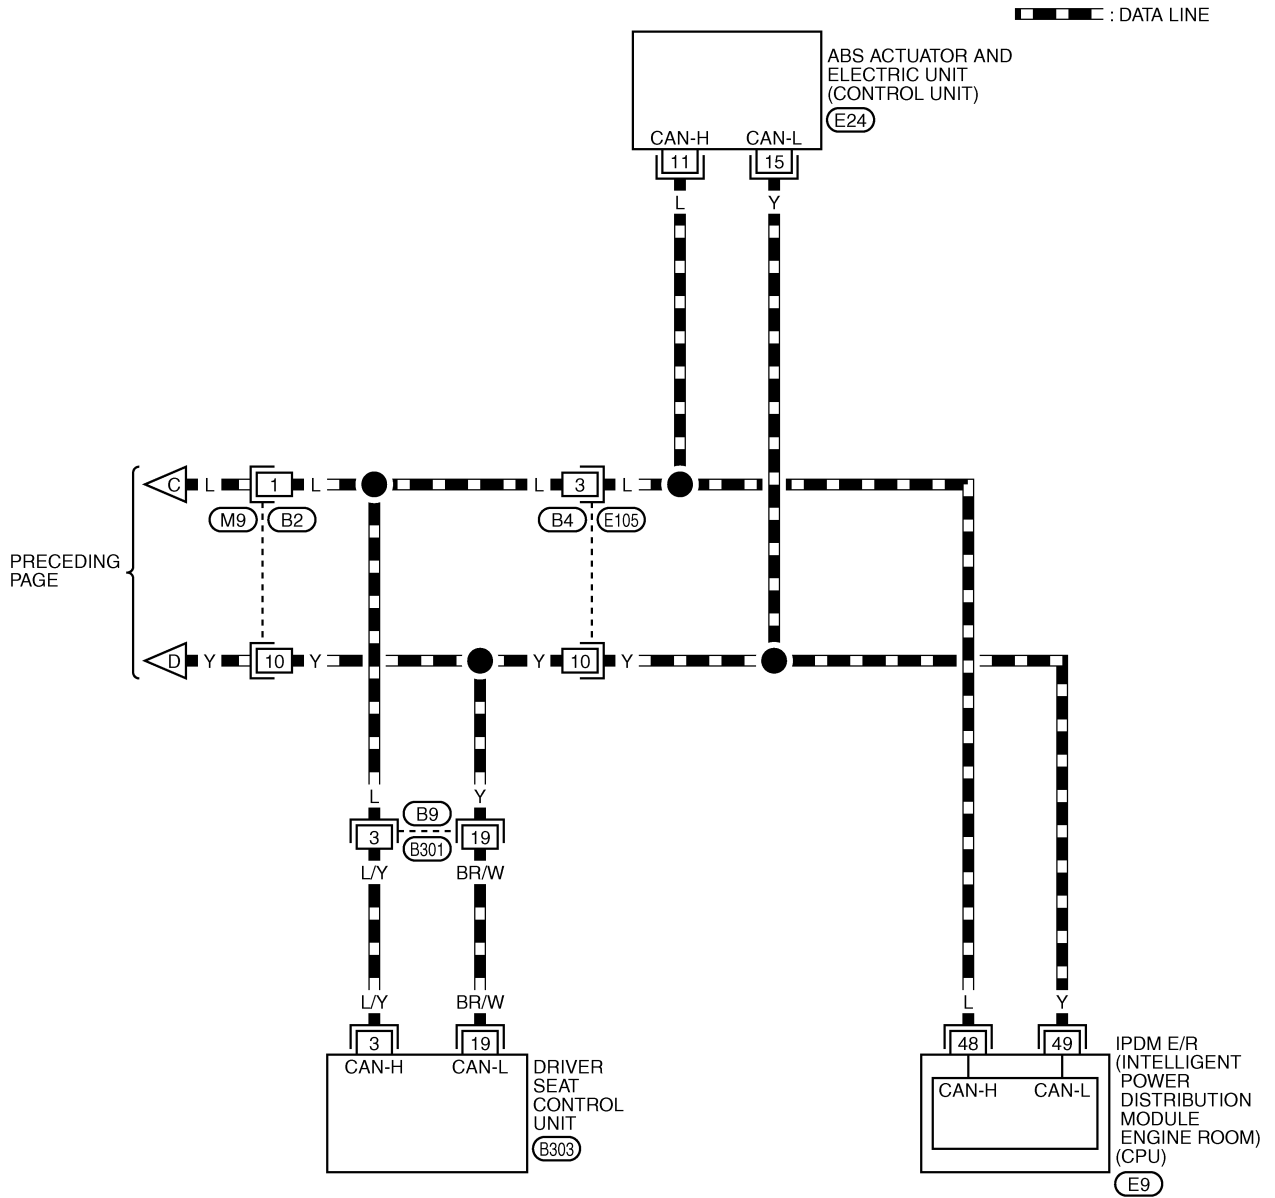 : DATA LINE
ABS ACTUATOR AND
ELECTRIC UNIT
(CONTROL UNIT)
E24
CAN-H CAN-L
11 15
L Y
C L 1 L L 3 L
M9 B2 B4 E105
PRECEDING
PAGE
D Y 10 Y Y 10 Y
L Y
B9
3 19
B301
L/Y BR/W
L/Y BR/W
L Y
3 19
48 49
CAN-H CAN-L
DRIVER
SEAT
CONTROL
UNIT
B303
CAN-H CAN-L
IPDM E/R
(INTELLIGENT
POWER
DISTRIBUTION
MODULE
ENGINE ROOM)
(CPU)
E9